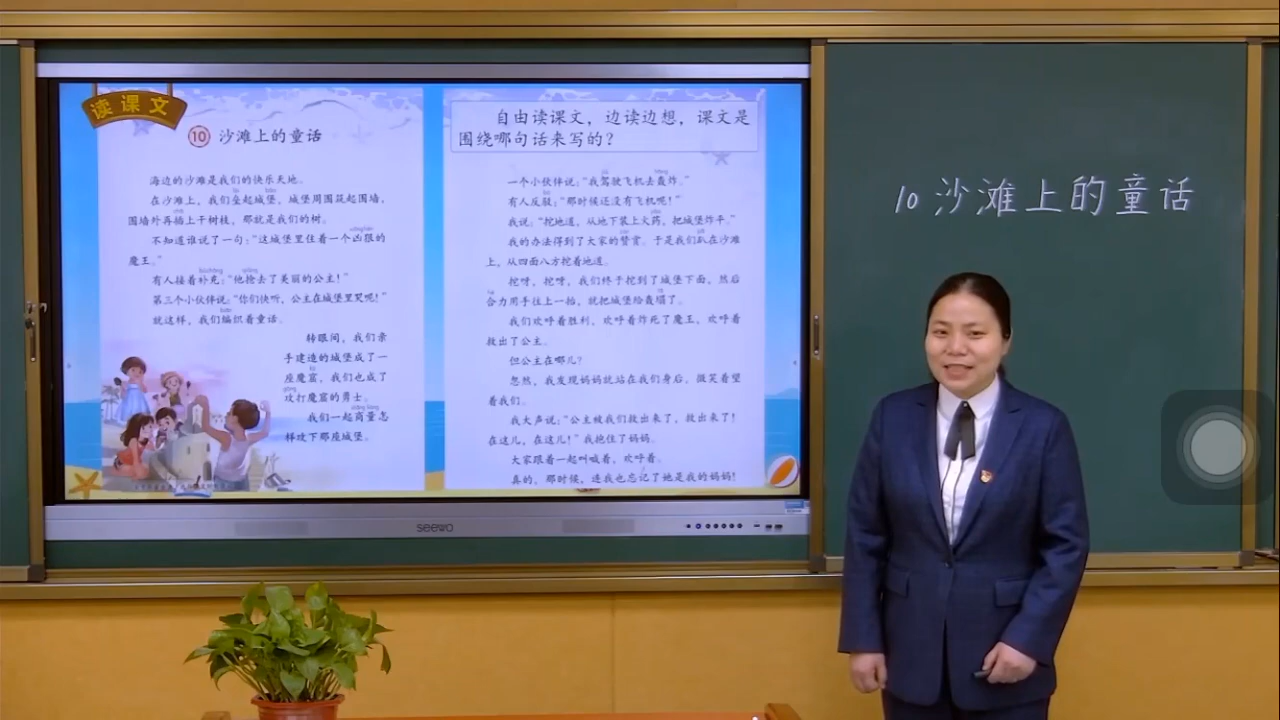 读课文
10 沙滩上的童话
海边的沙滩是我们的快乐天地。
在沙滩上，我们垒起城堡，城堡周围筑起围墙，
围墙外再插上干树枝，那就是我们的树。
不知道谁说了一句：“这城堡里住着一个凶狠的
魔王。”
有人接着补充：“他抢去了美丽的公主！”
第三个小伙伴说：“你们快听，公主在城堡里哭呢！”
就这样，我们编织着童话。
转眼间，我们亲
手建造的城堡成了一
座魔窟，我们也成了
攻打魔窟的勇士。
我们一起商量怎
样攻下那座城堡。
自由读课文，边读边想，课文是
围绕哪句话来写的？
一个小伙伴说：“我驾驶飞机去轰炸。”
有人反驳：“那时候还没有飞机呢！”
我说：“挖地道，从地下装上火药，把城堡炸平。”
我的办法得到了大家的赞赏。于是我们趴在沙滩
上，从四面八方挖着地道。
挖呀，挖呀，我们终于挖到了城堡下面，然后
合力用手往上一抬，就把城堡给轰塌了。
我们欢呼着胜利，欢呼着炸死了魔王，欢呼着
救出了公主。
但公主在哪儿？
忽然，我发现妈妈就站在我们身后，微笑着望
着我们。
我大声说：“公主被我们救出来了，救出来了！
在这儿，在这儿！”我抱住了妈妈。
大家跟着一起叫喊着，欢呼着。
真的，那时候，连我也忘记了她是我的妈妈！
seewo
10 沙滩上的童话